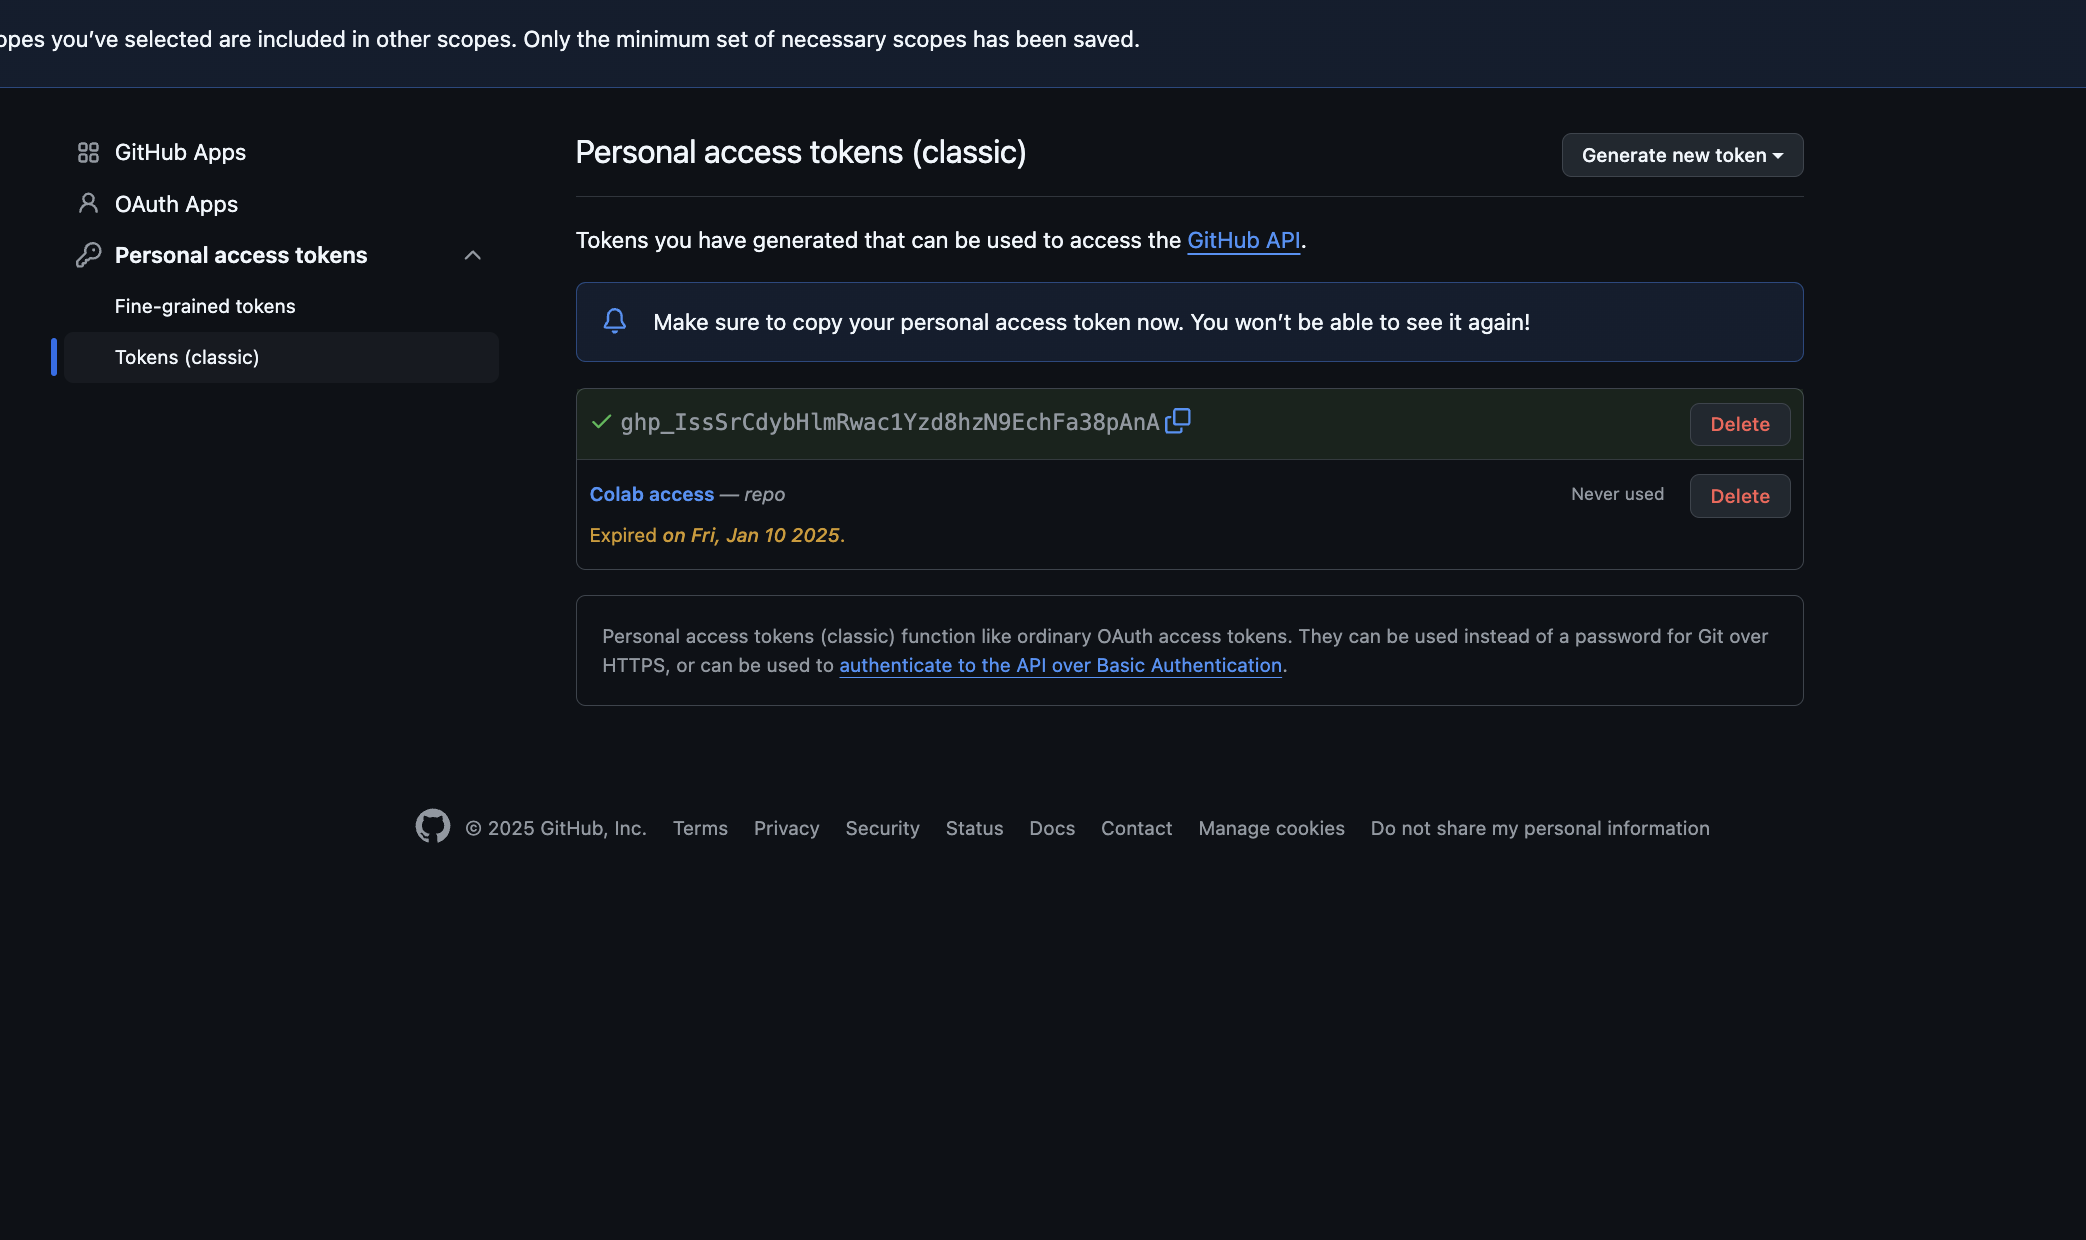 opes you’ve selected are included in other scopes. Only the minimum set of necessary scopes has been saved.
GitHub Apps
OAuth Apps
Personal access tokens
Fine-grained tokens
Tokens (classic)
Personal access tokens (classic)
Generate new token
Tokens you have generated that can be used to access the GitHub API.
Make sure to copy your personal access token now. You won’t be able to see it again!
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
Delete
Colab access — repo
Never used
Delete
Expired on Fri, Jan 10 2025.
Personal access tokens (classic) function like ordinary OAuth access tokens. They can be used instead of a password for Git over
HTTPS, or can be used to authenticate to the API over Basic Authentication.
© 2025 GitHub, Inc. Terms Privacy Security Status Docs Contact Manage cookies Do not share my personal information